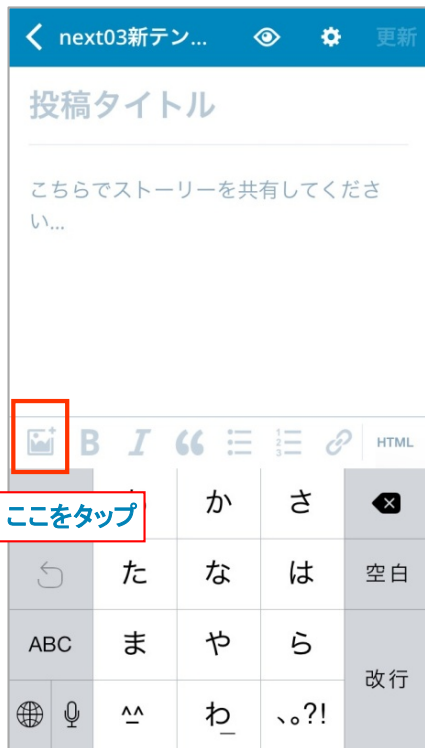 next03新テン... 更新
投稿タイトル
こちらでストーリーを共有してくださ
い...
B I HTML
ここをタップ
か さ
た な は 空白
ABC ま や ら
改行
^^ わ_ 、。?!